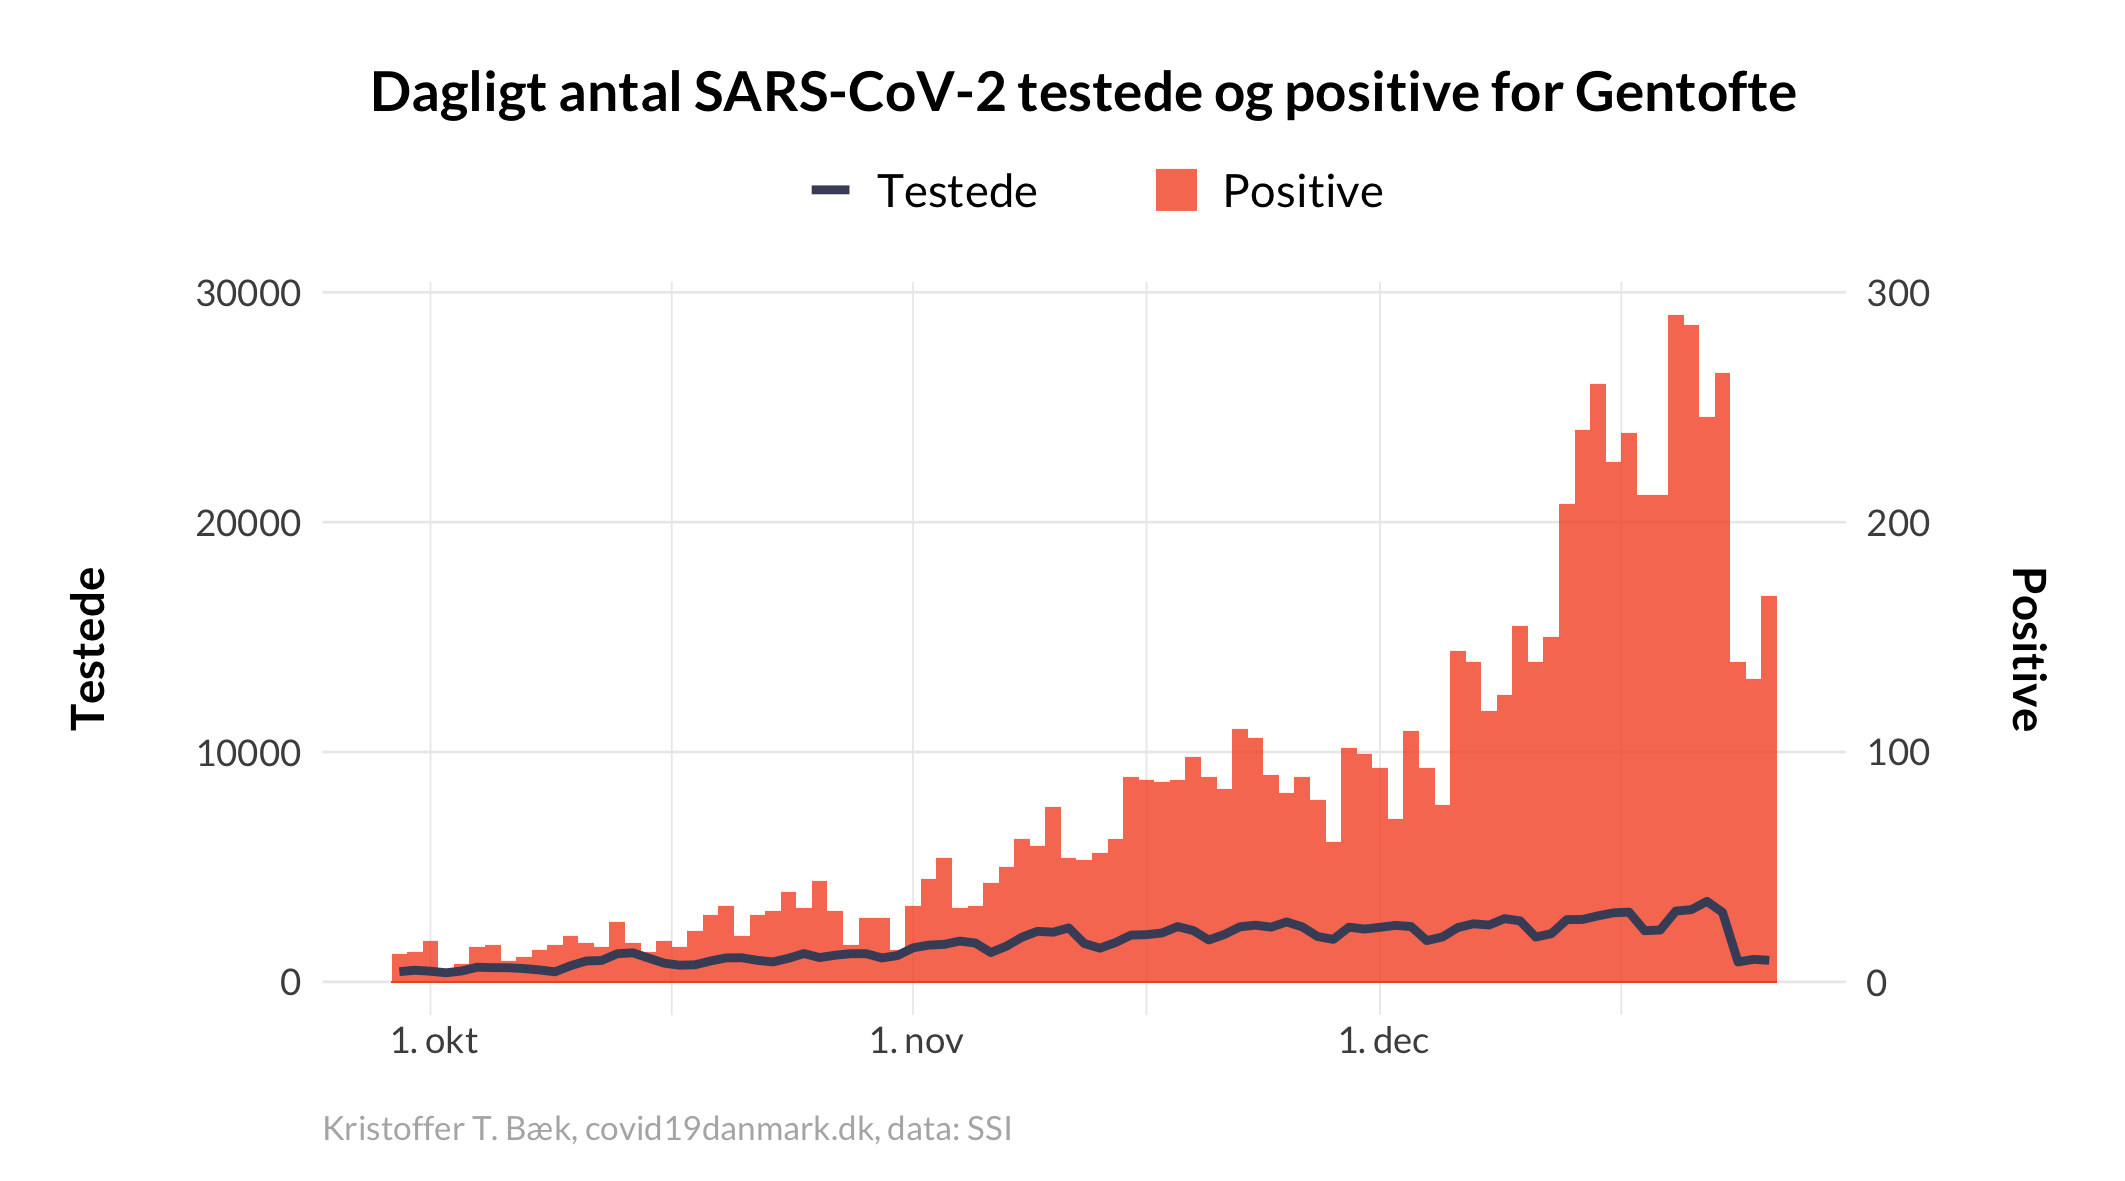 Dagligt antal SARS-CoV-2 testede og positive for Gentofte
Testede
Positive
30000
20000
10000
0
300
200
100
0
Testede
Positive
1. okt
1. nov
1. dec
Kristoffer T. Bæk, covid19danmark.dk, data: SSI